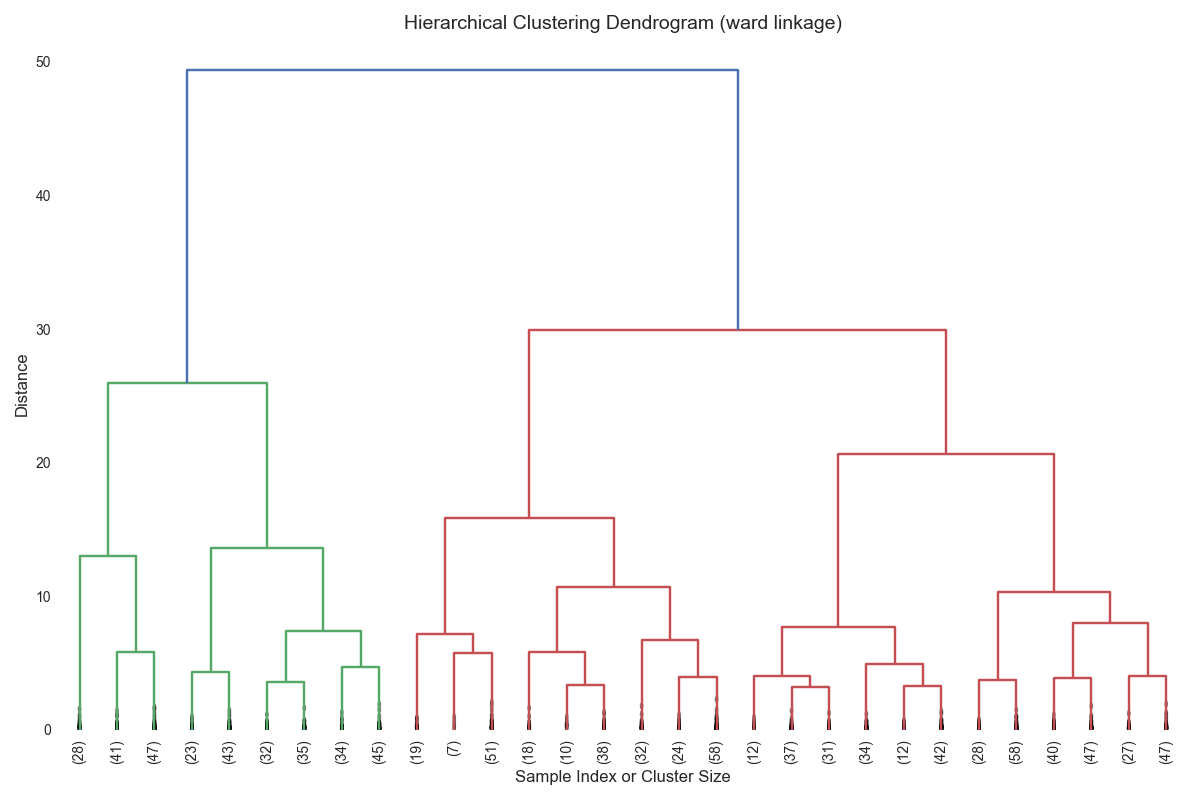 Hierarchical Clustering Dendrogram (ward linkage)
50
40
30
20
10
0
Distance
(28) (41) (47) (23) (43) (32) (35) (34) (45) (19) (7) (51) (18) (10) (38) (32) (24) (58) (12) (37) (31) (34) (12) (42) (28) (58) (40) (47) (27) (47)
Sample Index or Cluster Size